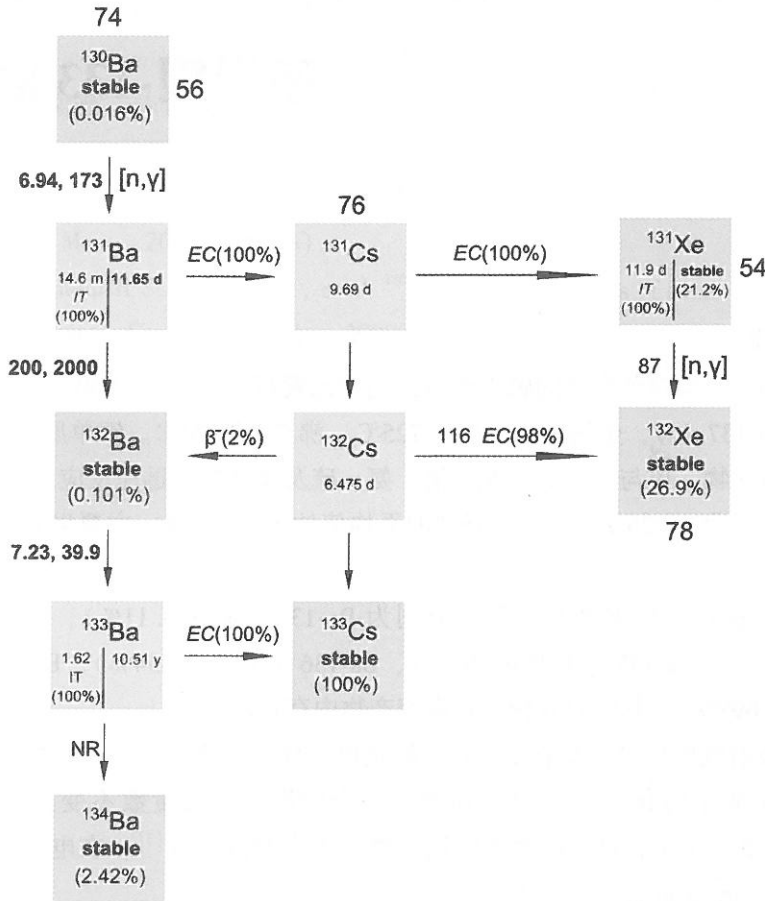 74
130Ba
stable
(0.016%)
56
6.94, 173
[n,γ]
76
131Ba
14.6 m
IT
(100%)
11.65 d
EC(100%)
131Cs
9.69 d
EC(100%)
131Xe
11.9 d
IT
(100%)
stable
(21.2%)
54
200, 2000
87
[n,γ]
132Ba
stable
(0.101%)
β-(2%)
132Cs
6.475 d
116 EC(98%)
132Xe
stable
(26.9%)
78
7.23, 39.9
133Ba
1.62
IT
(100%)
10.51 y
EC(100%)
133Cs
stable
(100%)
NR
134Ba
stable
(2.42%)